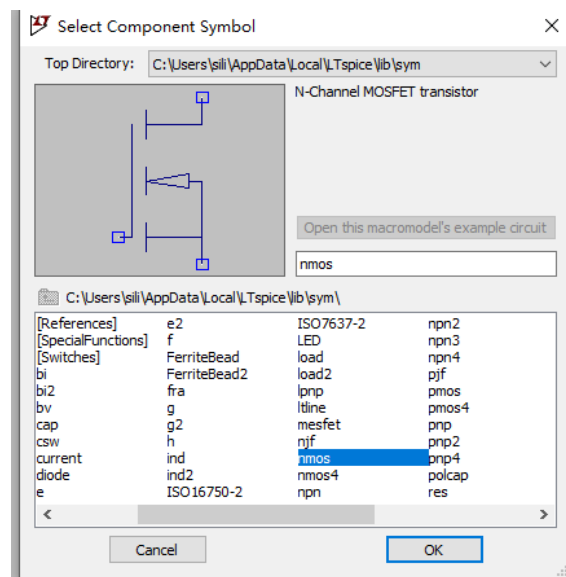 Select Component Symbol
Top Directory: C:\Users\sili\AppData\Local\LTspice\lib\sym
N-Channel MOSFET transistor
Open this macromodel's example circuit
nmos
C:\Users\sili\AppData\Local\LTspice\lib\sym\
[References] e2 ISO7637-2 npn2
[SpecialFunctions] f LED npn3
[Switches] FerriteBead load npn4
bi FerriteBead2 load2 pjf
bi2 fra lpnp pmos
bv g ltline pmos4
cap g2 mesfet pnp
csw h njf pnp2
current ind nmos pnp4
diode ind2 nmos4 polcap
e ISO16750-2 npn res
Cancel OK